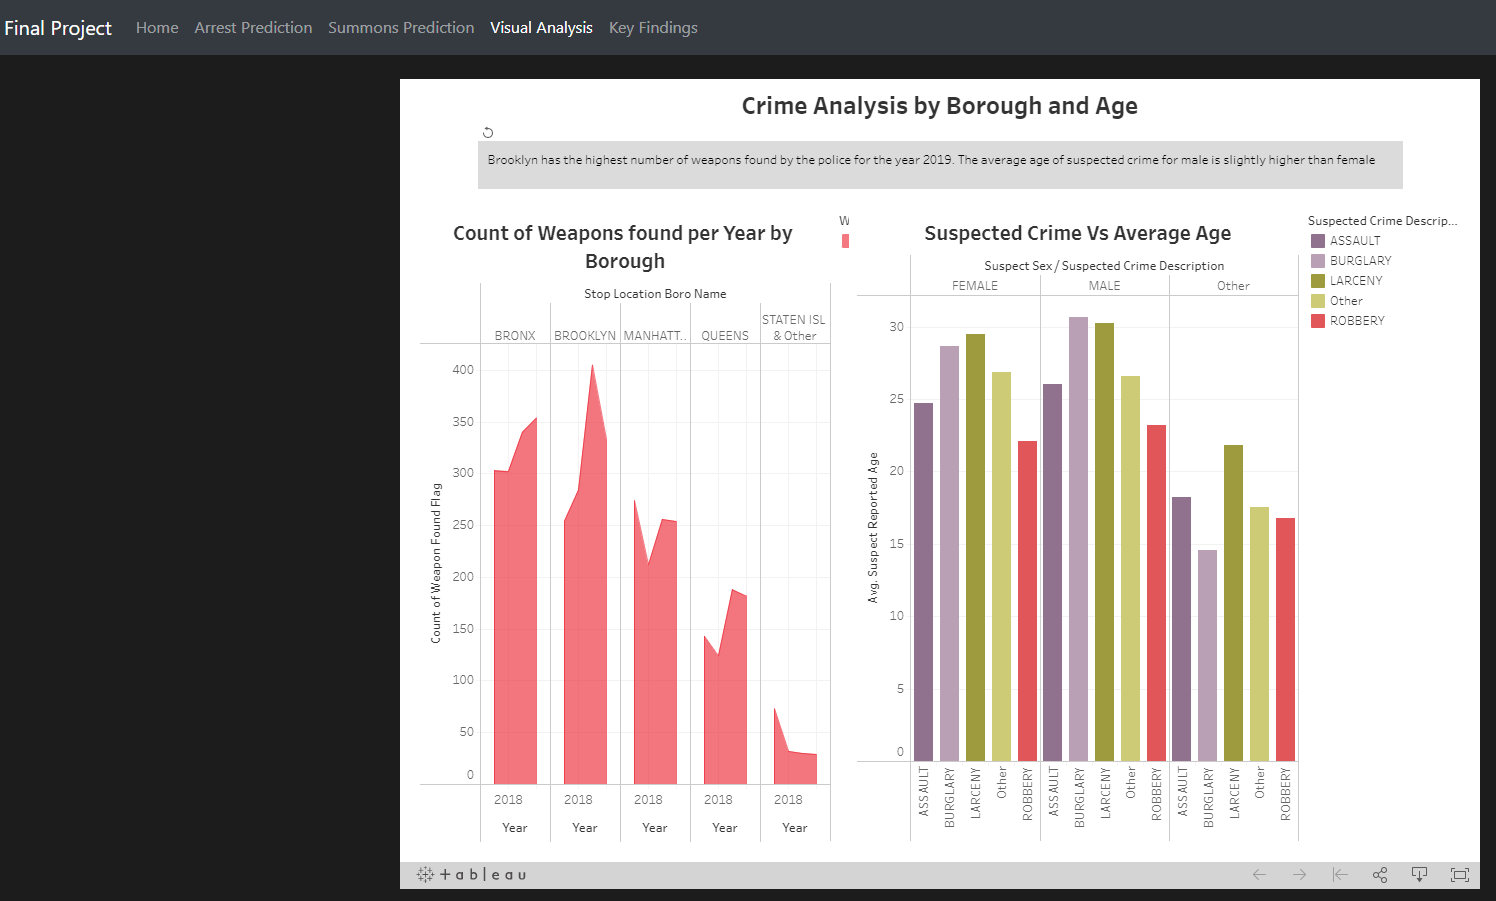 Final Project Home Arrest Prediction Summons Prediction Visual Analysis Key Findings
Crime Analysis by Borough and Age
Brooklyn has the highest number of weapons found by the police for the year 2019. The average age of suspected crime for male is slightly higher than female
Count of Weapons found per Year by
Borough
Stop Location Boro Name
BRONX BROOKLYN MANHATT.. QUEENS STATEN ISL
& Other
Count of Weapon Found Flag
400
350
300
250
200
150
100
50
0
2018 2018 2018 2018 2018
Year Year Year Year Year
W
Suspected Crime Vs Average Age
Suspect Sex / Suspected Crime Description
FEMALE MALE Other
Avg. Suspect Reported Age
30
25
20
15
10
5
0
ASSAULT BURGLARY LARCENY Other ROBBERY ASSAULT BURGLARY LARCENY Other ROBBERY ASSAULT BURGLARY LARCENY Other ROBBERY
Suspected Crime Descrip...
ASSAULT
BURGLARY
LARCENY
Other
ROBBERY
+ableau